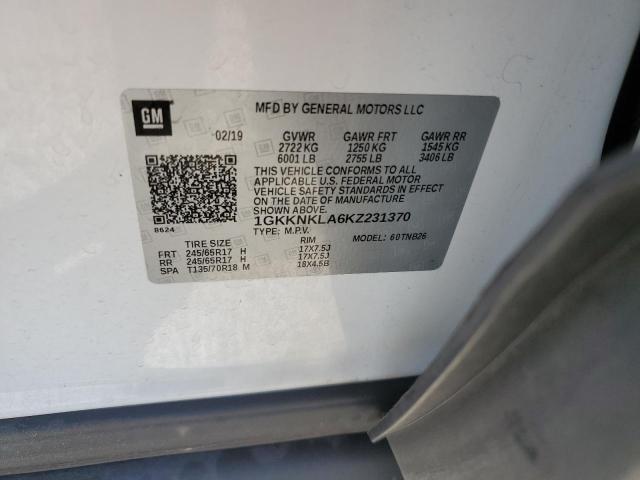 GM
MFD BY GENERAL MOTORS LLC
02/19 GVWR GAWR FRT GAWR RR
2722 KG 1250 KG 1545 KG
6001 LB 2755 LB 3406 LB
THIS VEHICLE CONFORMS TO ALL
APPLICABLE U.S. FEDERAL MOTOR
VEHICLE SAFETY STANDARDS IN EFFECT
ON THE DATE OF MANUFACTURE
SHOWN ABOVE.
1GKKNKLA6KZ231370
8624
TYPE: M.P.V. MODEL: 60TNB26
TIRE SIZE RIM
FRT 245/65R17 H 17X7.5J
RR 245/65R17 H 17X7.5J
SPA T135/70R18 M 18X4.5B